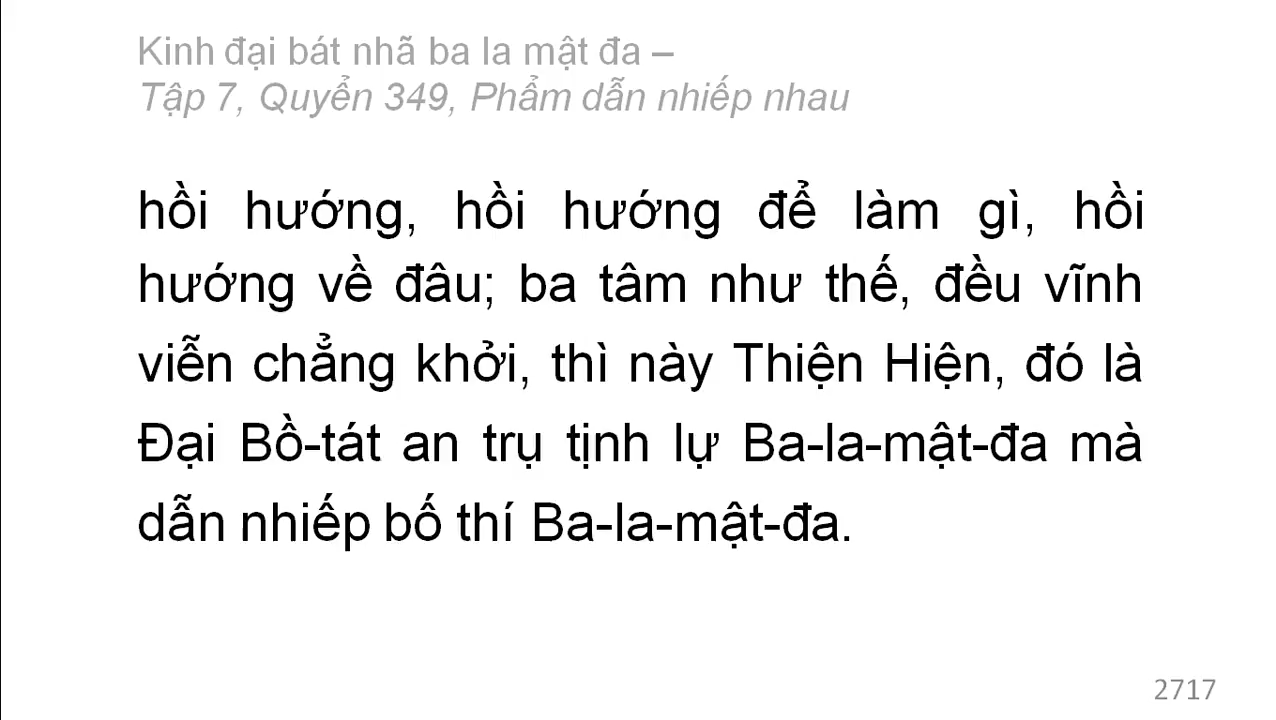 Kinh đại bát nhã ba la mật đa –
Tập 7, Quyển 349, Phẩm dẫn nhiếp nhau
hồi hướng, hồi hướng để làm gì, hồi
hướng về đâu; ba tâm như thế, đều vĩnh
viễn chẳng khởi, thì này Thiện Hiện, đó là
Đại Bồ-tát an trụ tịnh lự Ba-la-mật-đa mà
dẫn nhiếp bố thí Ba-la-mật-đa.
2717